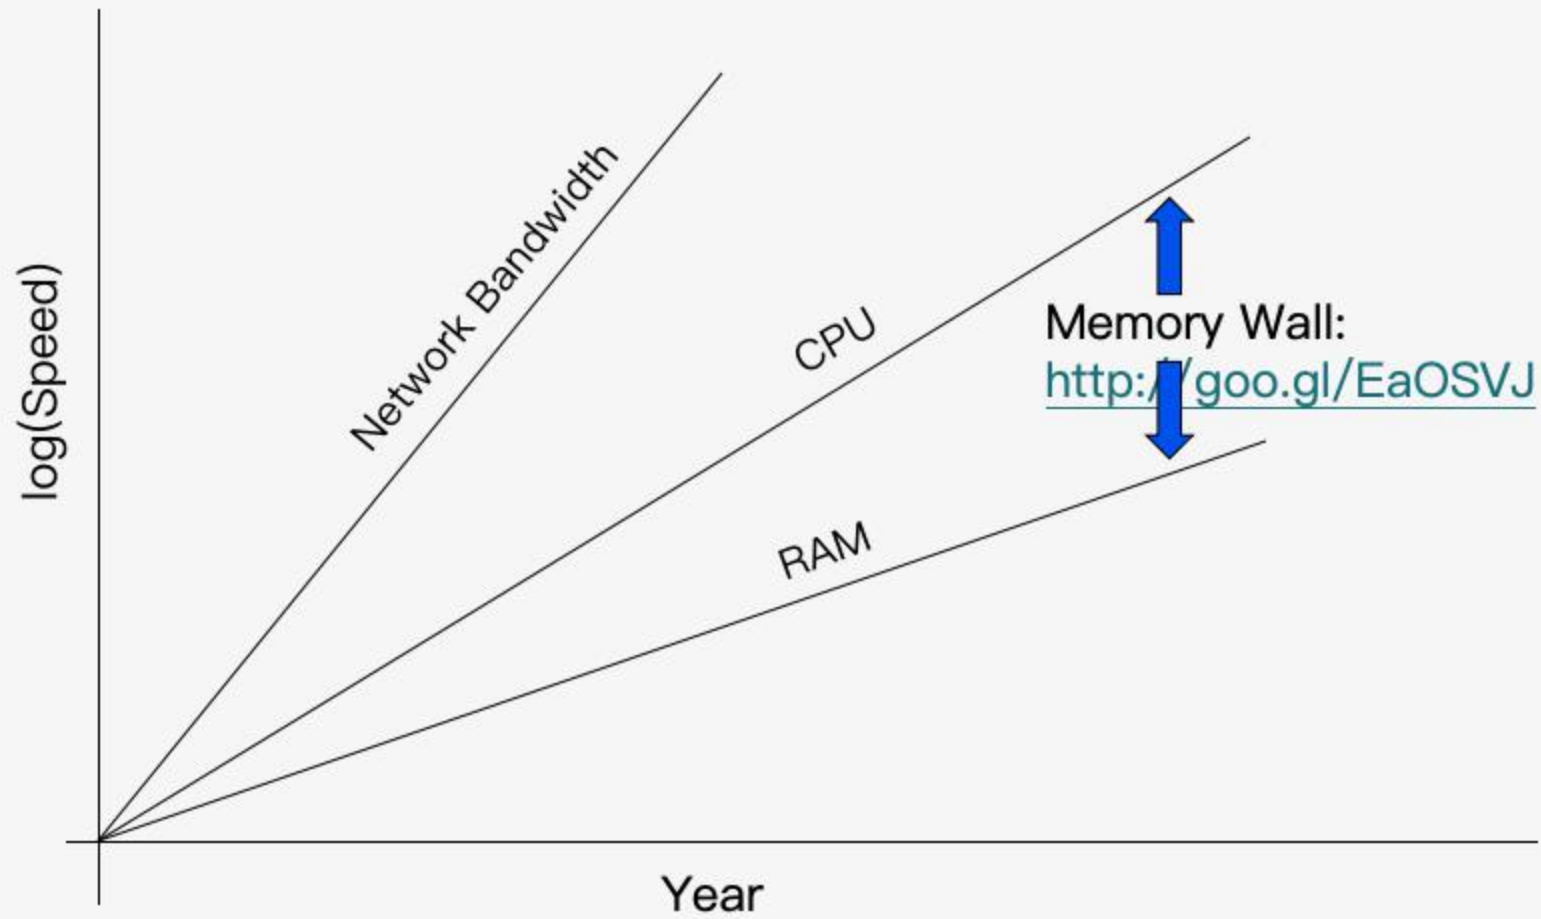 Network Bandwidth
CPU
Memory Wall:
http://goo.gl/EaOSVJ
RAM
log(Speed)
Year